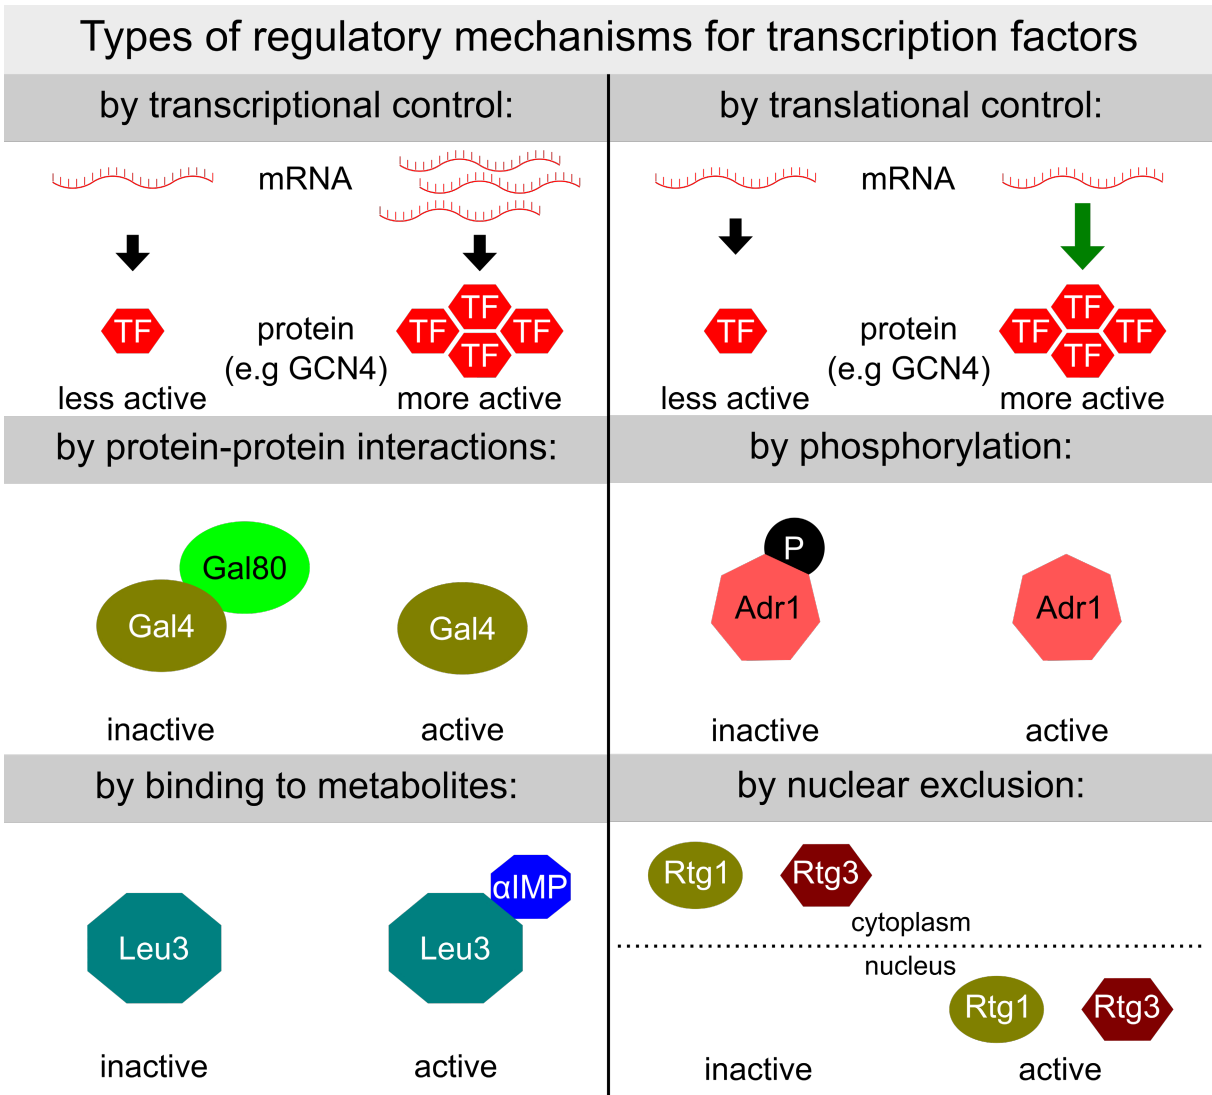 Types of regulatory mechanisms for transcription factors
by transcriptional control:
mRNA
TF
protein
(e.g GCN4)
TF
TF
TF
TF
less active
more active
by translational control:
mRNA
TF
protein
(e.g GCN4)
TF
TF
TF
TF
less active
more active
by protein-protein interactions:
Gal80
Gal4
Gal4
inactive
active
by phosphorylation:
P
Adr1
Adr1
inactive
active
by binding to metabolites:
αIMP
Leu3
Leu3
inactive
active
by nuclear exclusion:
Rtg1
Rtg3
cytoplasm
nucleus
Rtg1
Rtg3
inactive
active